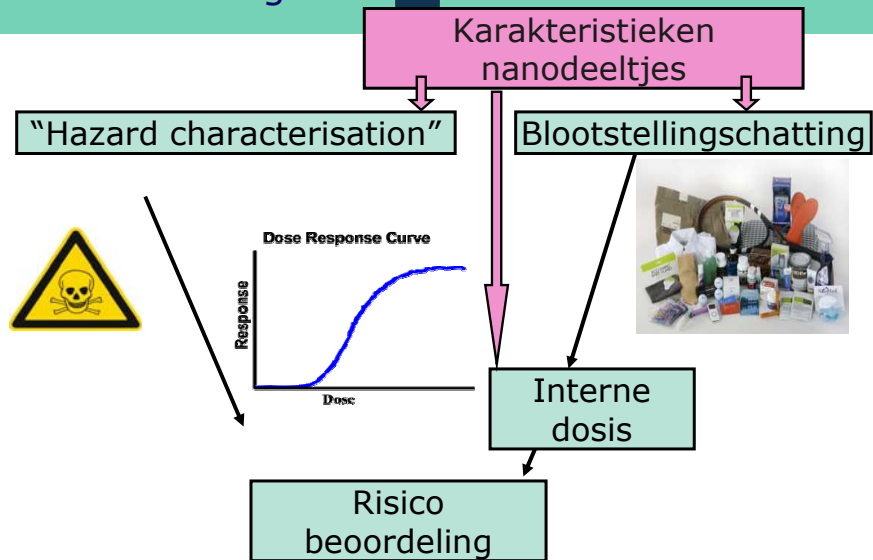 Karakteristieken
nanodeeltjes
“Hazard characterisation”
Blootstellingschatting
Dose Response Curve
Response
Dose
Interne
dosis
Risico
beoordeling